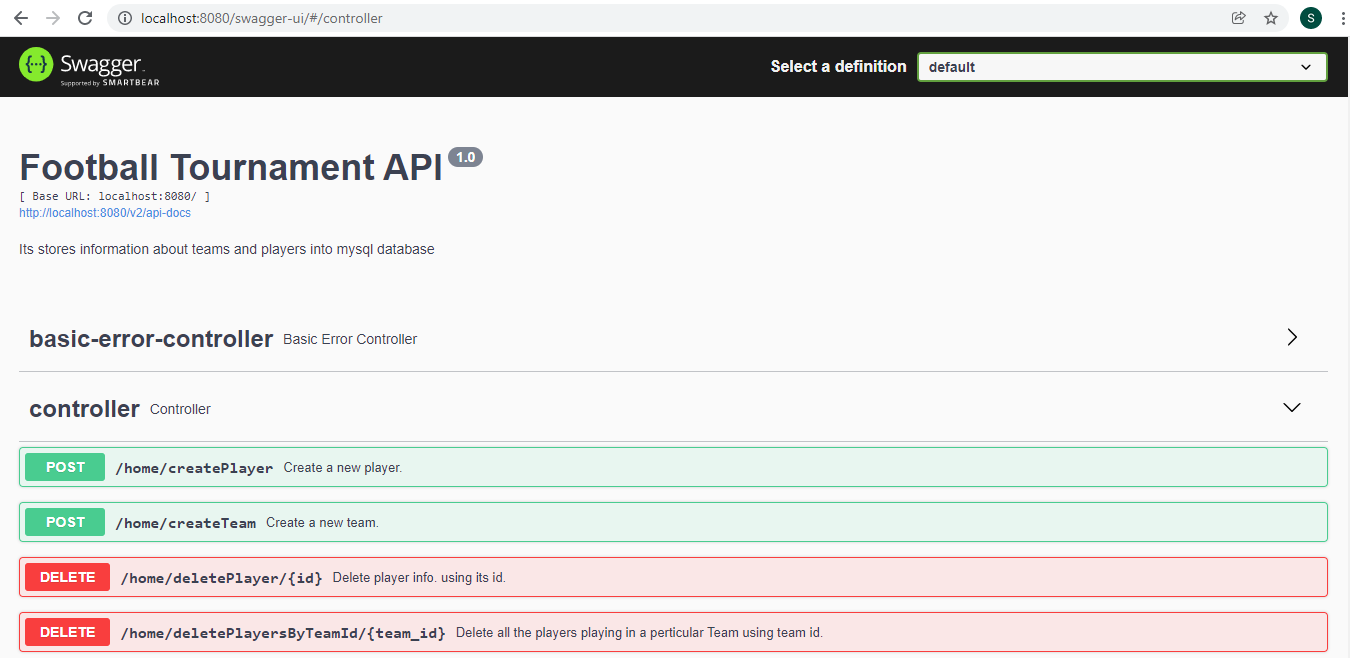 localhost:8080/swagger-ui/#/controller
S
Swagger
Supported by SMARTBEAR
Select a definition
default
Football Tournament API 1.0
[ Base URL: localhost:8080/ ]
http://localhost:8080/v2/api-docs
Its stores information about teams and players into mysql database
basic-error-controller Basic Error Controller
controller Controller
POST /home/createPlayer Create a new player.
POST /home/createTeam Create a new team.
DELETE /home/deletePlayer/{id} Delete player info. using its id.
DELETE /home/deletePlayersByTeamId/{team_id} Delete all the players playing in a perticular Team using team id.